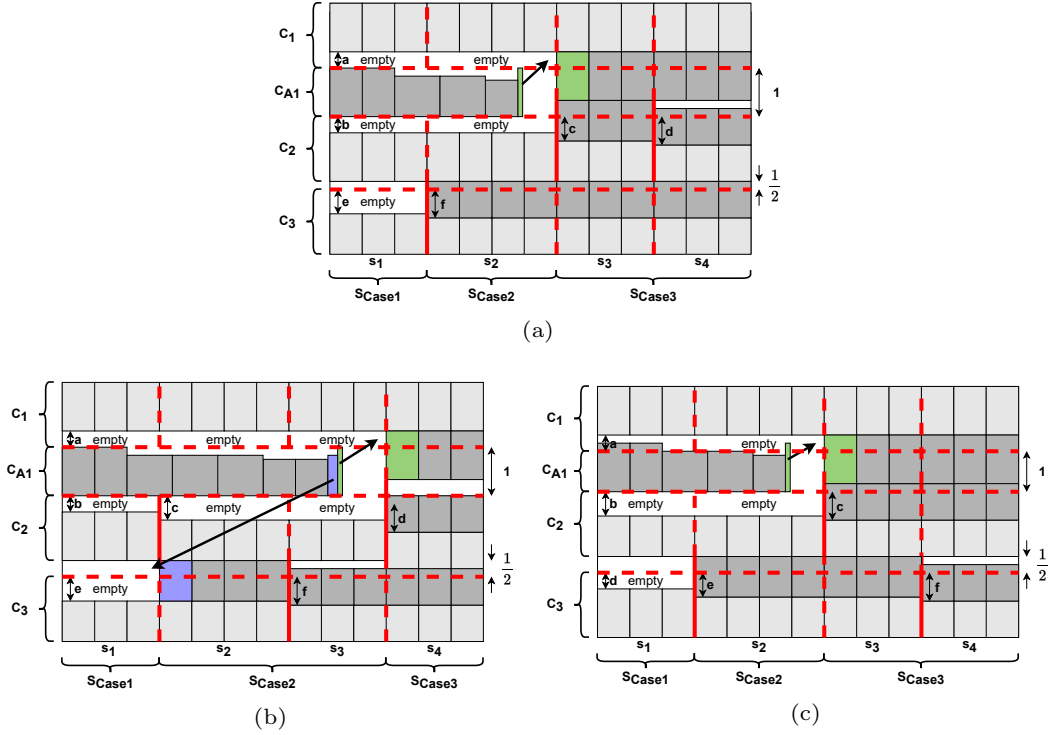 C1
a empty empty
CA1
1
b empty empty
c d
C2
1/2
e empty f
C3
s1 s2 s3 s4
SCase1 SCase2 SCase3
(a)
C1
a empty empty empty
CA1
1
b empty c empty empty
d
C2
1/2
e empty f
C3
s1 s2 s3 s4
SCase1 SCase2 SCase3
(b)
C1
a empty
CA1
1
b empty empty
c
C2
1/2
d empty e f
C3
s1 s2 s3 s4
SCase1 SCase2 SCase3
(c)